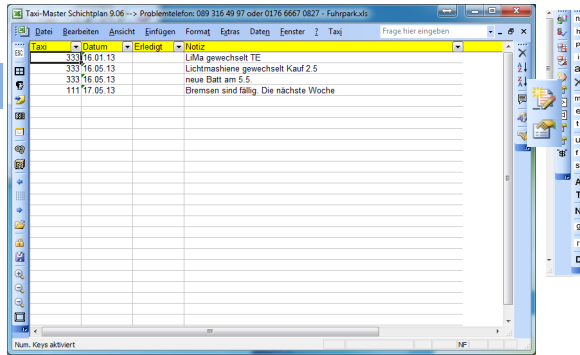 Taxi-Master Schichtplan 9.06 --> Problemtelefon: 089 316 49 97 oder 0176 6667 0827 - Fuhrpark.xls
Datei Bearbeiten Ansicht Einfügen Format Extras Daten Fenster ? Taxi Frage hier eingeben
Taxi Datum Erledigt Notiz
333 16.01.13 LiMa gewechselt TE
333 16.05.13 Lichtmashiene gewechselt Kauf 2.5
333 16.05.13 neue Batt am 5.5.
111 17.05.13 Bremsen sind fällig. Die nächste Woche
Num. Keys aktiviert NF